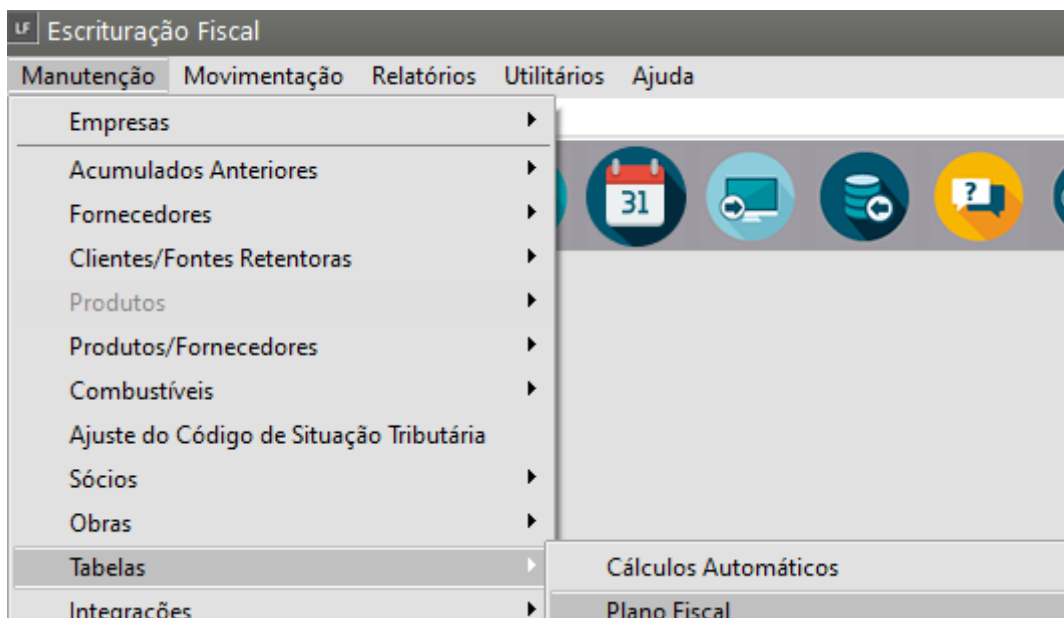 LF Escrituração Fiscal
Manutenção Movimentação Relatórios Utilitários Ajuda
Empresas
Acumulados Anteriores
31
?
Fornecedores
Clientes/Fontes Retentoras
Produtos
Produtos/Fornecedores
Combustíveis
Ajuste do Código de Situação Tributária
Sócios
Obras
Tabelas
Cálculos Automáticos
Integrações
Plano Fiscal